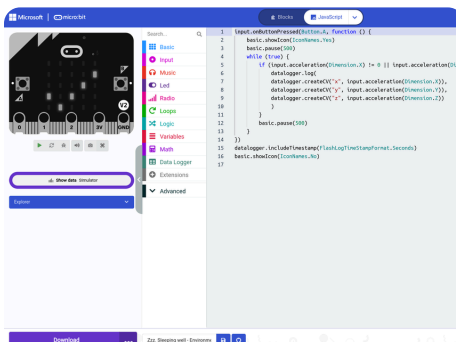 Microsoft | micro:bit
Blocks
JavaScript
Search...
Basic
Input
Music
Led
Radio
Loops
Logic
Variables
Math
Data Logger
Extensions
Advanced
V2
0 1 2 3V GND
Show data Simulator
Explorer
Download
Zzz, Sleeping well - Environme
1 input.onButtonPressed(Button.A, function () {
2 basic.showIcon(IconNames.Yes)
3 basic.pause(500)
4 while (true) {
5 if (input.acceleration(Dimension.X) != 0 || input.acceleration(Di
6 datalogger.log(
7 datalogger.createCV("x", input.acceleration(Dimension.X)),
8 datalogger.createCV("y", input.acceleration(Dimension.Y)),
9 datalogger.createCV("z", input.acceleration(Dimension.Z))
10 )
11 }
12 basic.pause(500)
13 }
14 })
15 datalogger.includeTimestamp(FlashLogTimeStampFormat.Seconds)
16 basic.showIcon(IconNames.No)
17